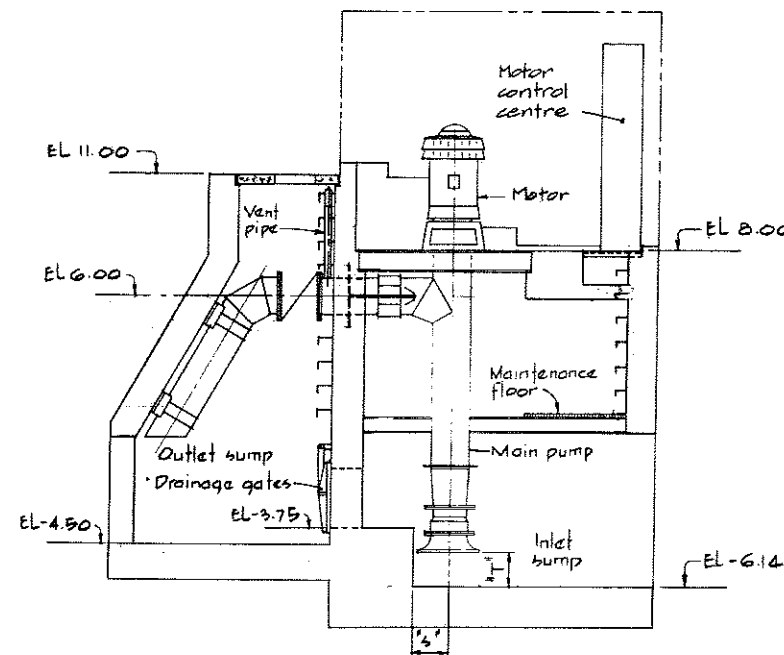 Motor
control
centre
EL 11.00
Motor
Vent
pipe
EL 8.00
EL 6.00
Maintenance
floor
Main pump
Outlet sump
Drainage gates
EL-3.75
EL-4.50
Inlet
sump
"T"
EL-6.14
"S"